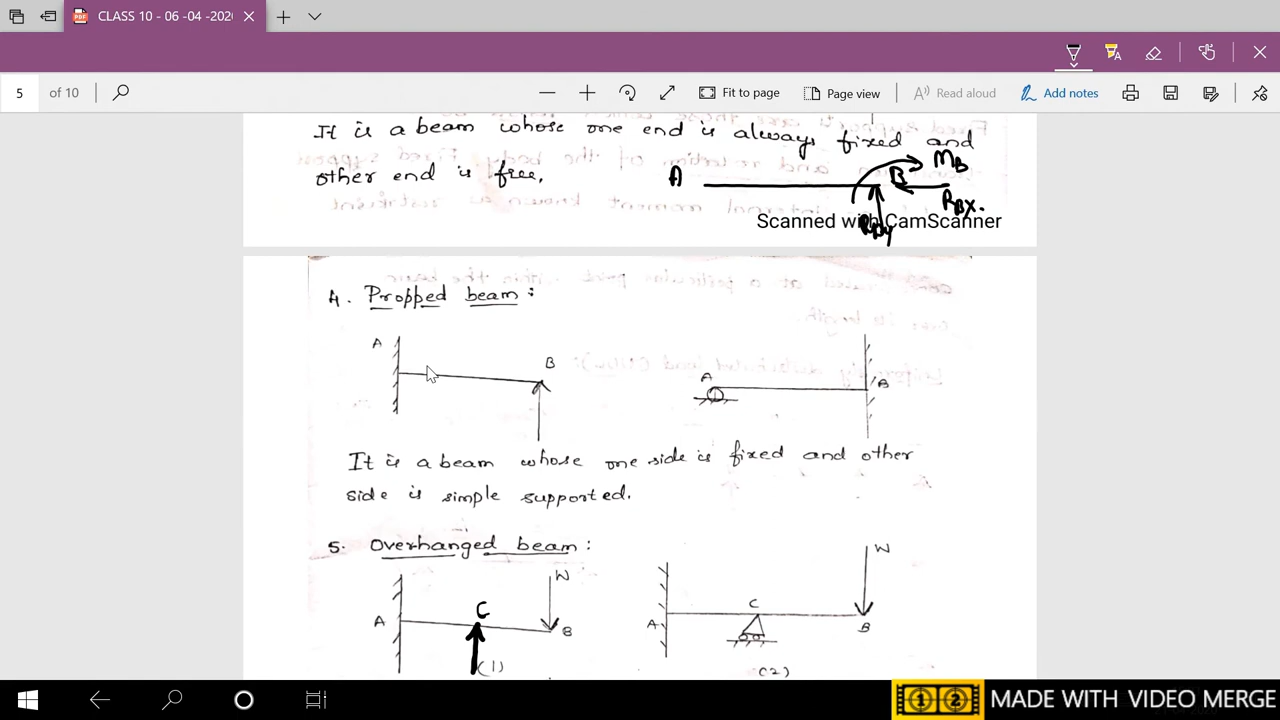 CLASS 10 - 06 -04 -202
5 of 10
Fit to page
Page view
Read aloud
Add notes
It is a beam whose one end is always fixed and
other end is free.
A
B
MB
RBX.
RBy
Scanned with CamScanner
4. Propped beam:
A
B
A
B
It is a beam whose one side is fixed and other
side is simple supported.
5. Overhanged beam:
W
W
A
C
B
A
C
B
(1)
(2)
1 2 MADE WITH VIDEO MERGE